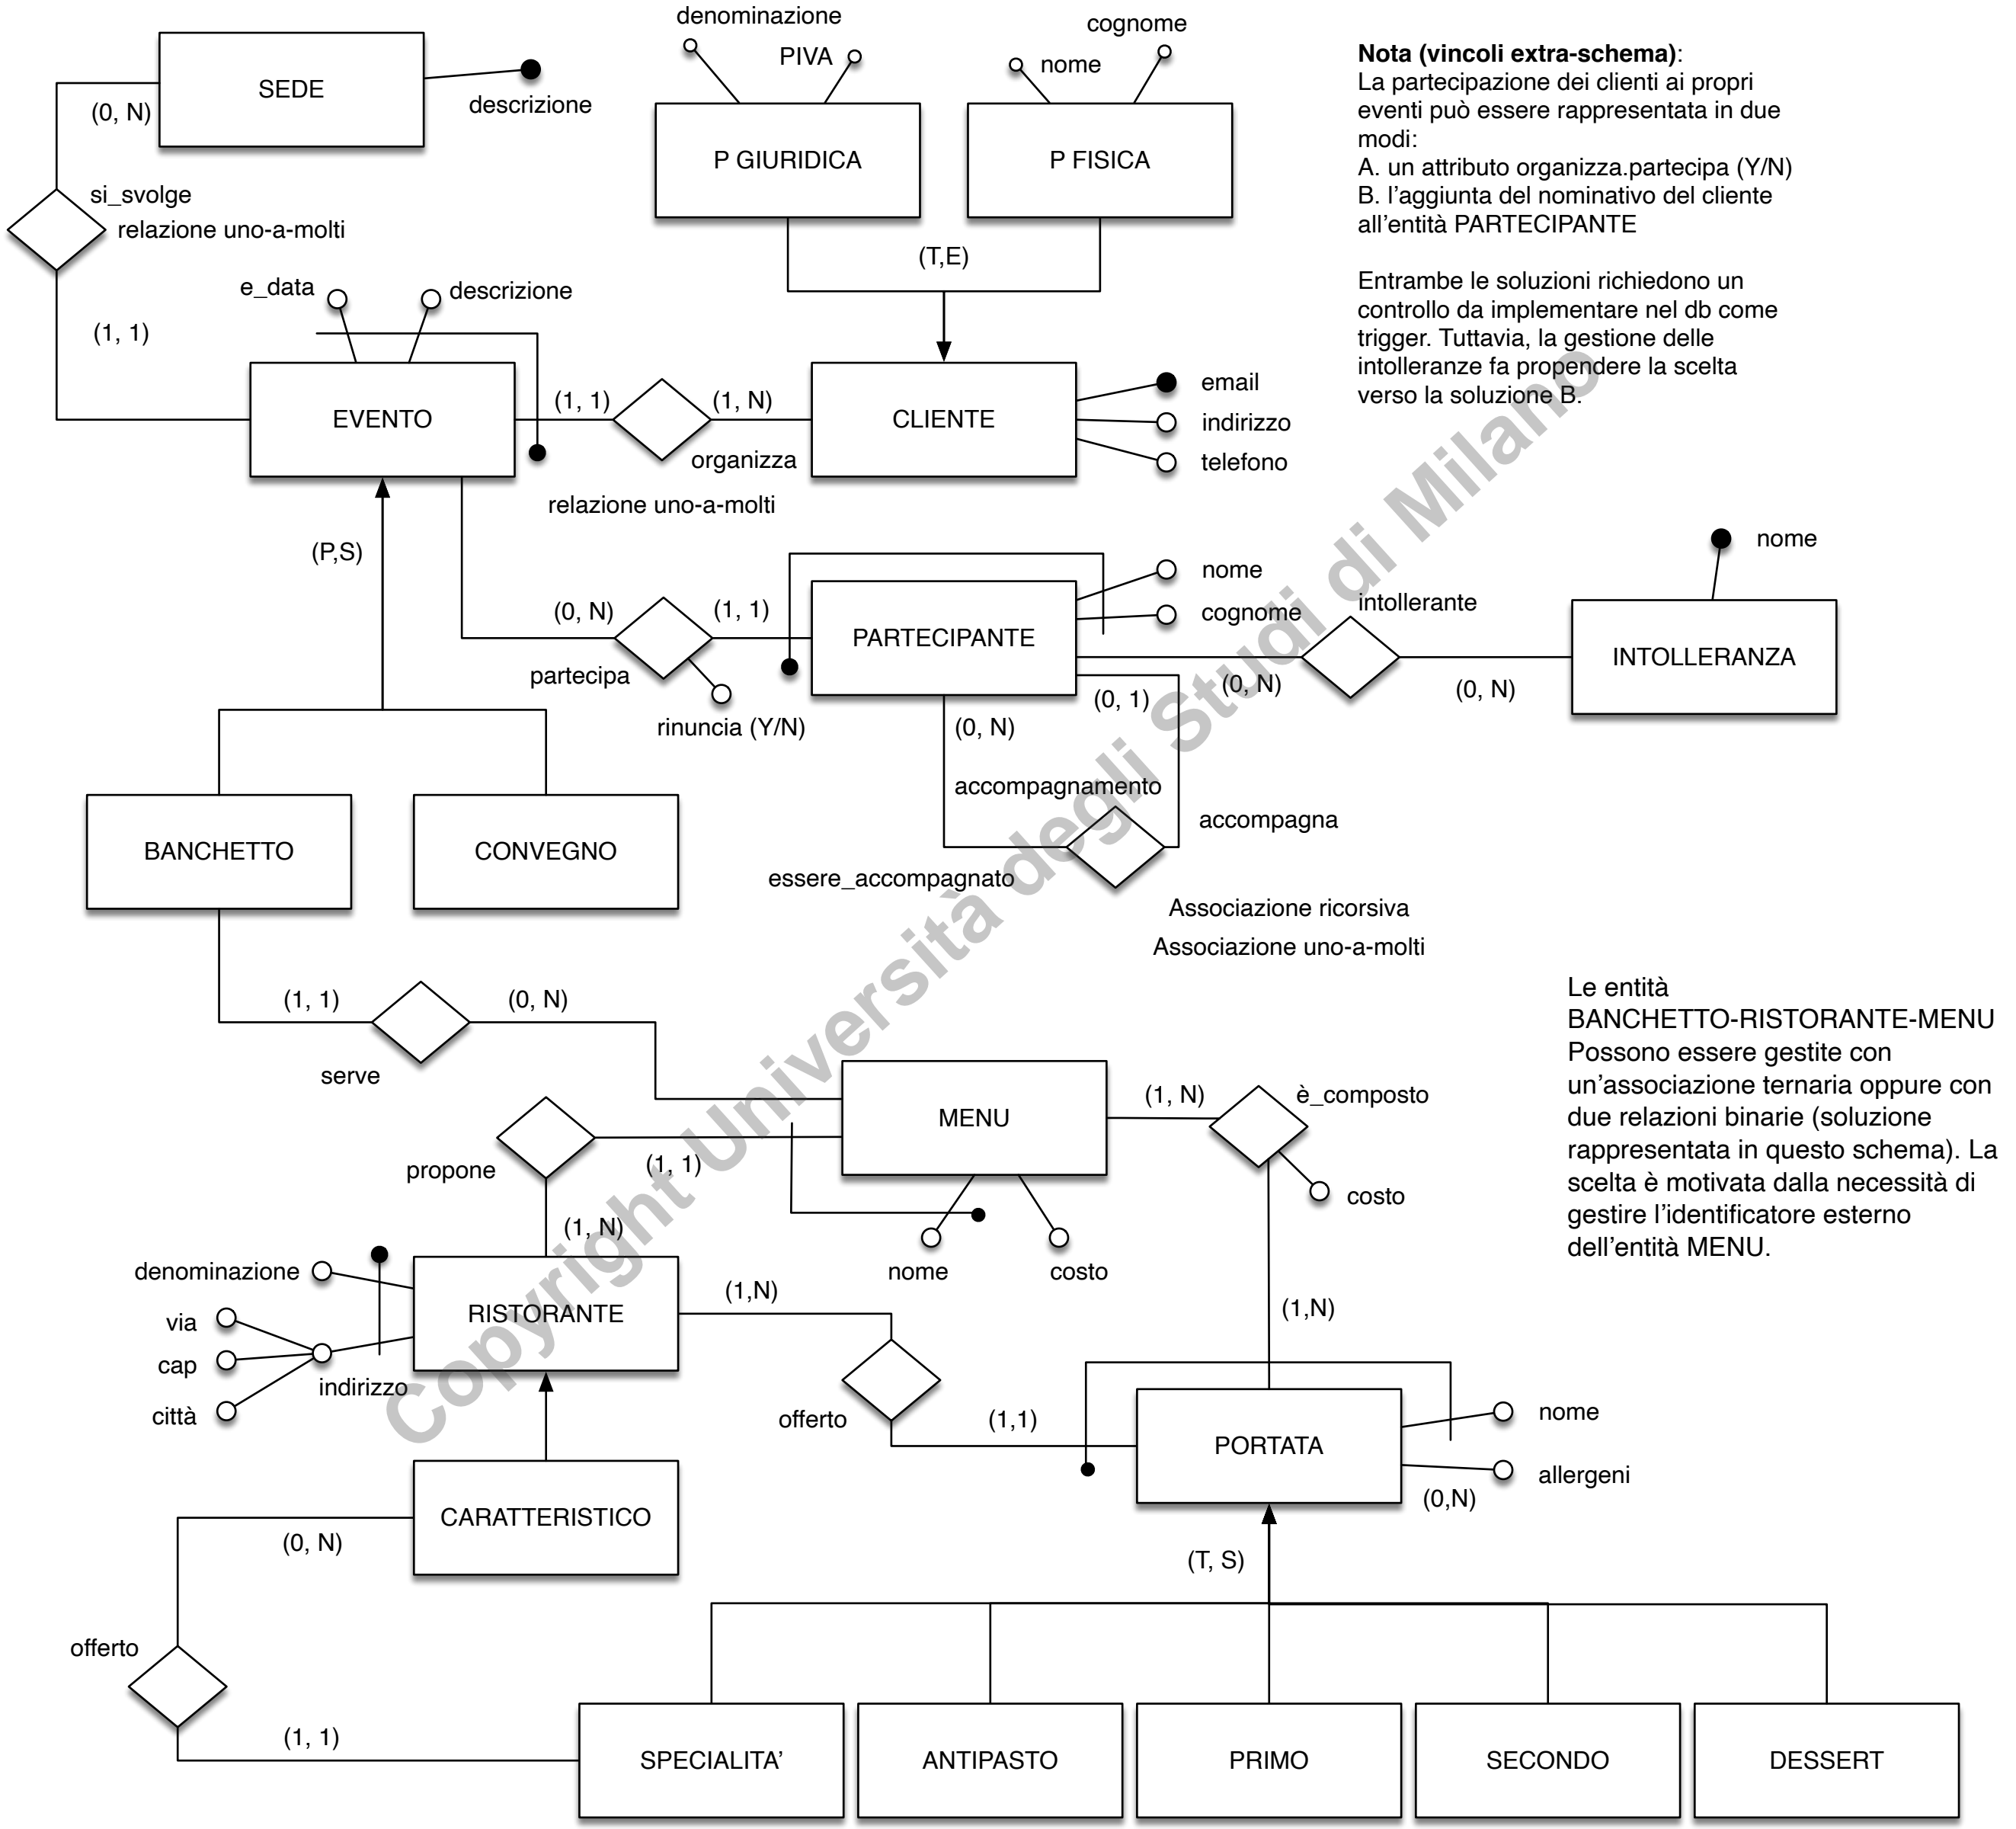 denominazione
PIVA
cognome
nome
SEDE
descrizione
(0, N)
P GIURIDICA
P FISICA
Nota (vincoli extra-schema):
La partecipazione dei clienti ai propri
eventi può essere rappresentata in due
modi:
A. un attributo organizza.partecipa (Y/N)
B. l'aggiunta del nominativo del cliente
all'entità PARTECIPANTE
Entrambe le soluzioni richiedono un
controllo da implementare nel db come
trigger. Tuttavia, la gestione delle
intolleranze fa propendere la scelta
verso la soluzione B.
si_svolge
relazione uno-a-molti
(T,E)
e_data
descrizione
(1, 1)
EVENTO
(1, 1)
(1, N)
organizza
relazione uno-a-molti
CLIENTE
email
indirizzo
telefono
(P,S)
(0, N)
(1, 1)
partecipa
rinuncia (Y/N)
PARTECIPANTE
nome
cognome
intollerante
nome
INTOLLERANZA
(0, N)
(0, N)
(0, 1)
(0, N)
accompagnamento
accompagna
essere_accompagnato
Associazione ricorsiva
Associazione uno-a-molti
BANCHETTO
CONVEGNO
(1, 1)
(0, N)
serve
Le entità
BANCHETTO-RISTORANTE-MENU
Possono essere gestite con
un'associazione ternaria oppure con
due relazioni binarie (soluzione
rappresentata in questo schema). La
scelta è motivata dalla necessità di
gestire l'identificatore esterno
dell'entità MENU.
MENU
(1, N)
è_composto
costo
propone
(1, 1)
(1, N)
nome
costo
denominazione
via
cap
città
indirizzo
RISTORANTE
(1,N)
(1,N)
offerto
(1,1)
PORTATA
nome
allergeni
(0,N)
CARATTERISTICO
(0, N)
(T, S)
offerto
(1, 1)
SPECIALITA'
ANTIPASTO
PRIMO
SECONDO
DESSERT
Copyright Università degli Studi di Milano